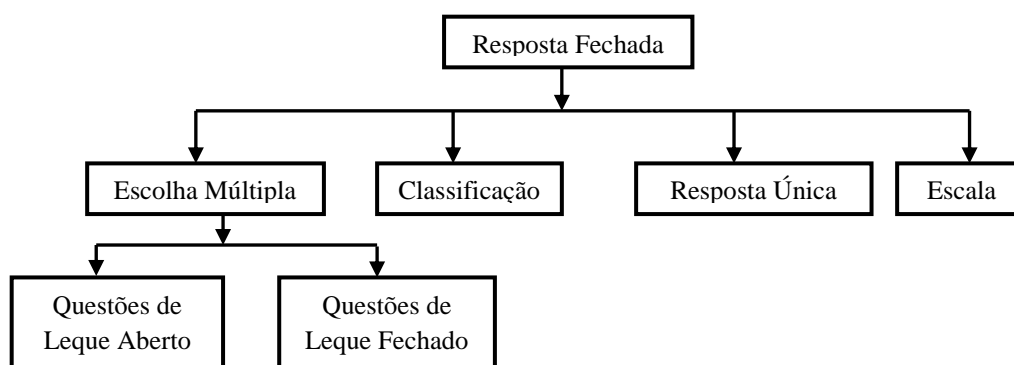 Resposta Fechada
Escolha Múltipla
Classificação
Resposta Única
Escala
Questões de
Leque Aberto
Questões de
Leque Fechado